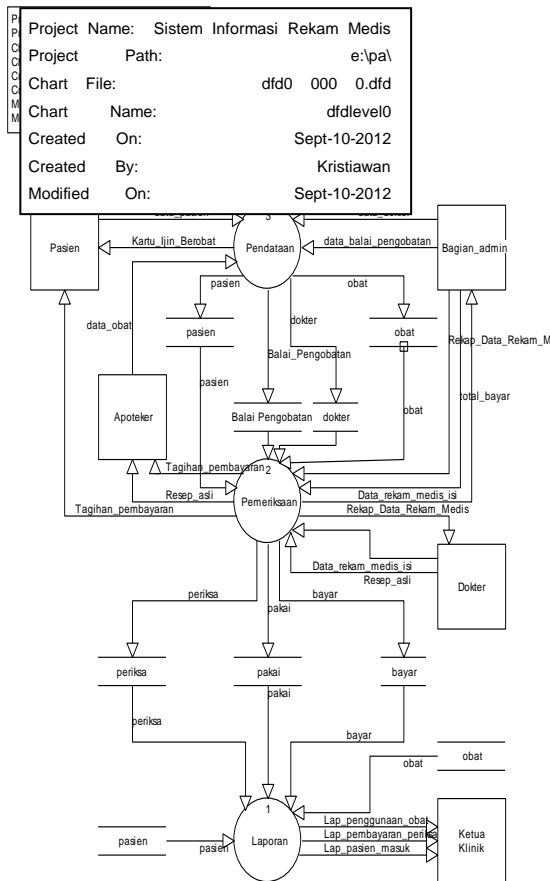 Project Name: Sistem Informasi Rekam Medis
Project Path: e:\pa\
Chart File: dfd0 000 0.dfd
Chart Name: dfdlevel0
Created On: Sept-10-2012
Created By: Kristiawan
Modified On: Sept-10-2012
Pasien
Kartu_Ijin_Berobat
Pendataan
data_balai_pengobatan
Bagian_admin
pasien
obat
data_obat
pasien
dokter
obat
Balai_Pengobatan
pasien
total_bayar
Apoteker
Balai Pengobatan
dokter
obat
Tagihan_pembayaran
2
Resep_asli
Pemeriksaan
Data_rekam_medis_isi
Tagihan_pembayaran
Rekap_Data_Rekam_Medis
Data_rekam_medis_isi
Resep_asli
Dokter
periksa
pakai
bayar
periksa
pakai
bayar
periksa
pakai
bayar
obat
obat
1
Lap_penggunaan_obat
pasien
pasien
Laporan
Lap_pembayaran_periksa
Lap_pasien_masuk
Ketua
Klinik